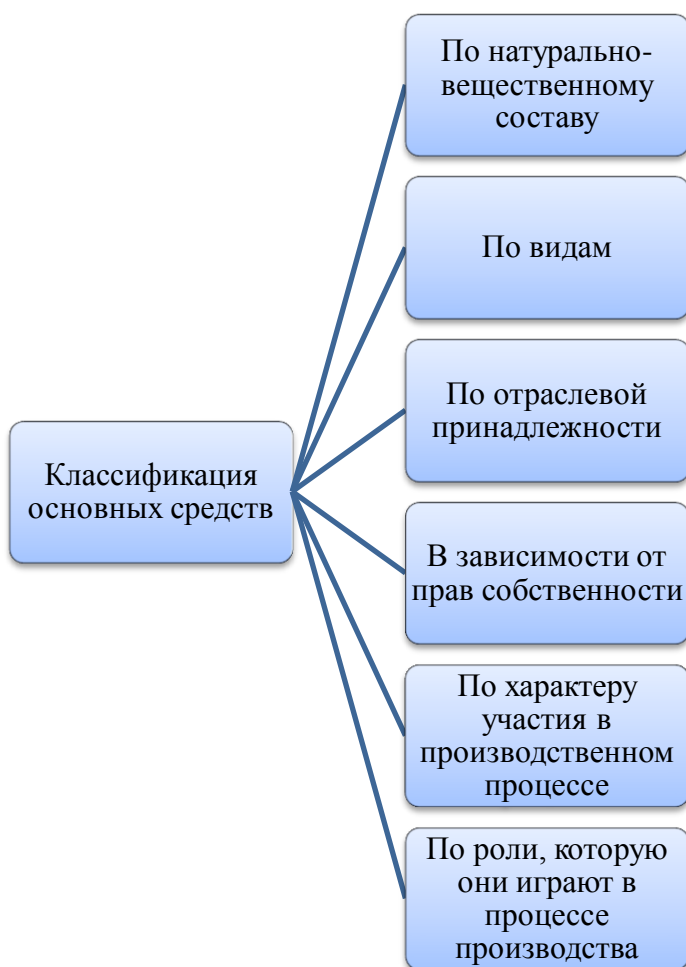 По натурально-
вещественному
составу
По видам
По отраслевой
принадлежности
Классификация
основных средств
В зависимости от
прав собственности
По характеру
участия в
производственном
процессе
По роли, которую
они играют в
процессе
производства